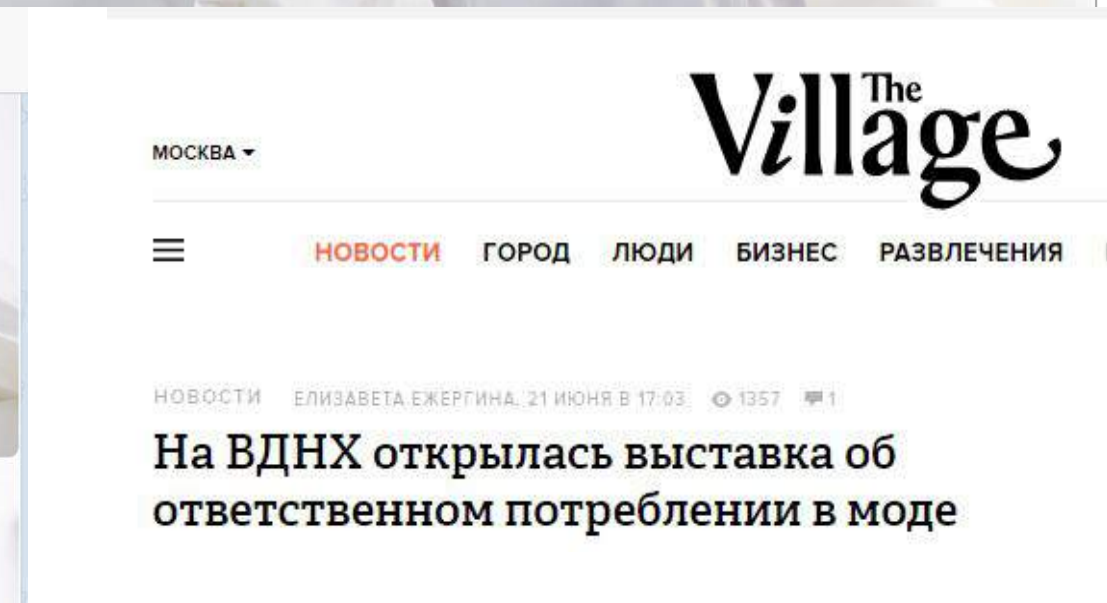 The
Village
МОСКВА
НОВОСТИ ГОРОД ЛЮДИ БИЗНЕС РАЗВЛЕЧЕНИЯ
НОВОСТИ ЕЛИЗАВЕТА ЕЖЕРГИНА, 21 ИЮНЯ В 17:03 1357 1
На ВДНХ открылась выставка об
ответственном потреблении в моде